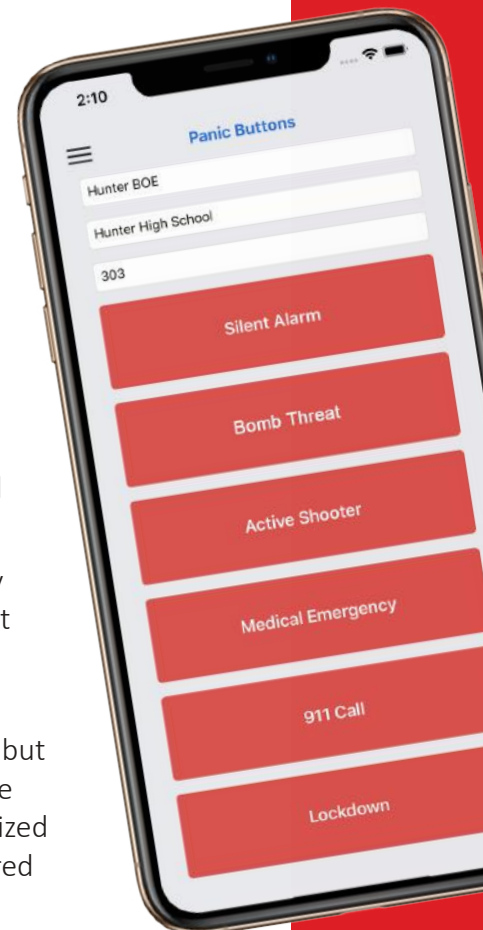 2:10
Panic Buttons
Hunter BOE
Hunter High School
303
Silent Alarm
Bomb Threat
Active Shooter
Medical Emergency
911 Call
Lockdown
but